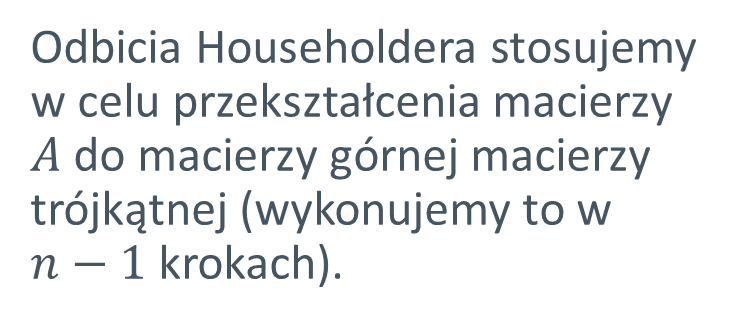 Odbicia Householdera stosujemy
w celu przekształcenia macierzy
A do macierzy górnej macierzy
trójkątnej (wykonujemy to w
n − 1 krokach).